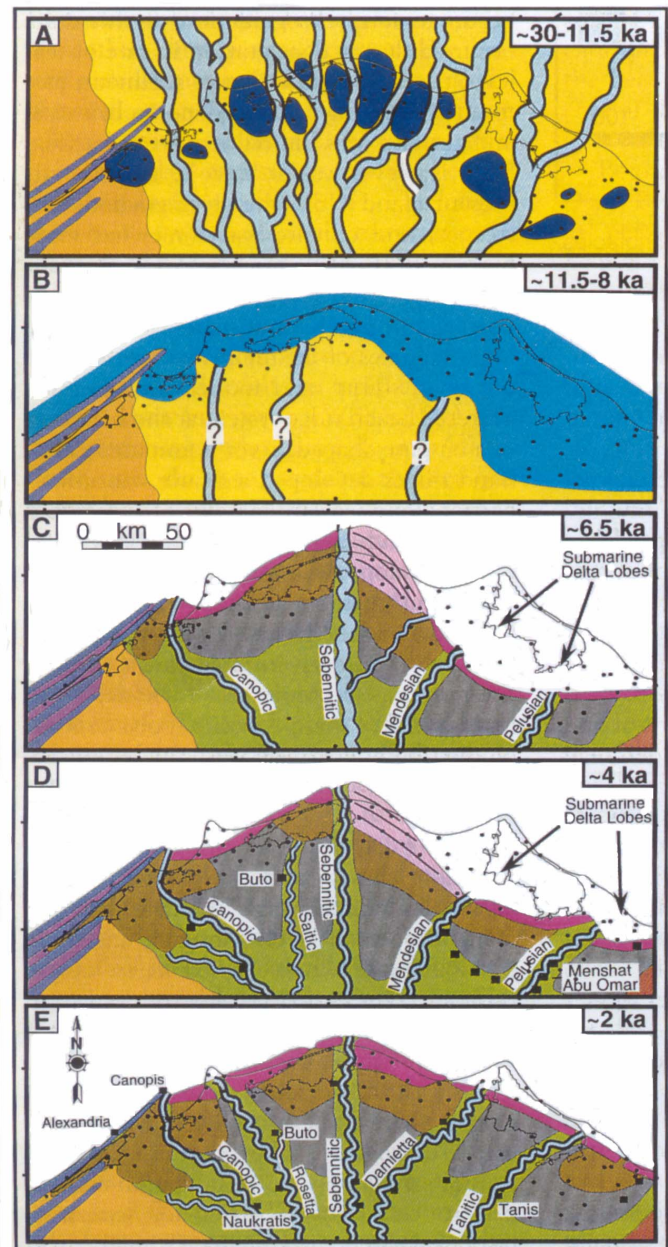 A
~30-11.5 ka
B
~11.5-8 ka
?
?
?
C
0 km 50
~6.5 ka
Submarine
Delta Lobes
Canopic
Sebennitic
Mendesian
Pelusian
D
~4 ka
Submarine
Delta Lobes
Buto
Canopic
Saitic
Sebennitic
Mendesian
Pelusian
Menshat
Abu Omar
E
~2 ka
N
Canopis
Alexandria
Buto
Canopic
Rosetta
Sebennitic
Damietta
Tanitic
Tanis
Naukratis